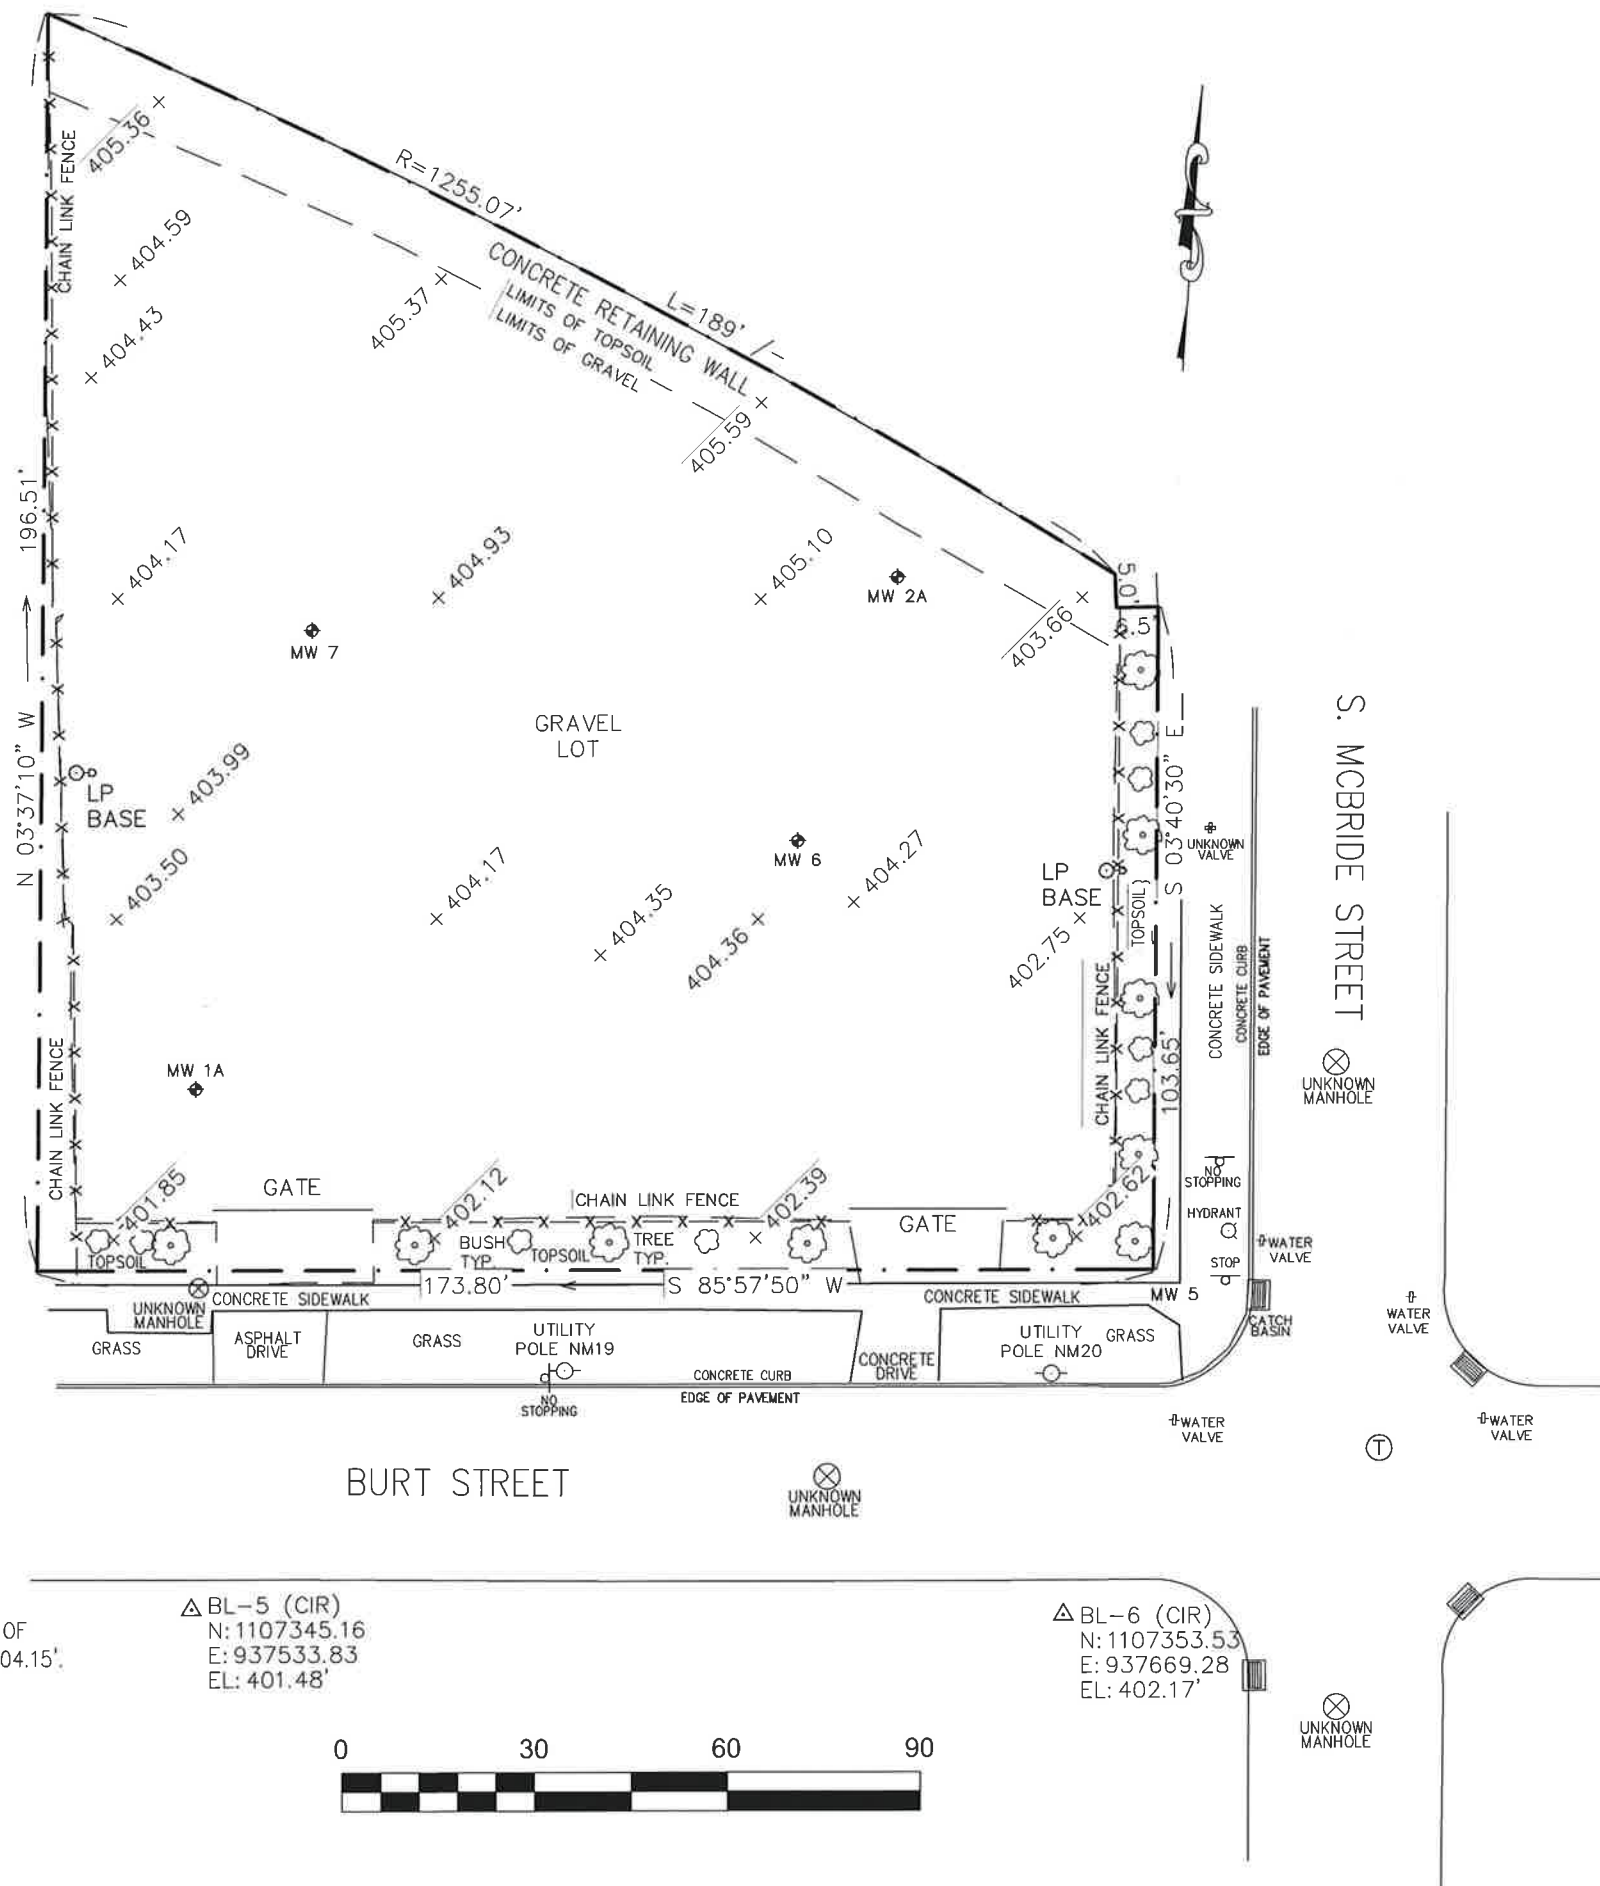 405.36
CHAIN LINK FENCE
404.59
404.43
R=1255.07'
405.37
CONCRETE RETAINING WALL
LIMITS OF TOPSOIL
LIMITS OF GRAVEL
L=189' /-
405.59
196.51'
404.17
404.93
405.10
MW 2A
5.0'
403.66
MW 7
GRAVEL
LOT
N 03°37'10" W
LP
BASE
403.99
403.50
404.17
MW 6
404.35
404.36
404.27
LP
BASE
402.75
TOPSOIL
S 03°40'30" E
UNKNOWN
VALVE
CONCRETE SIDEWALK
CONCRETE CURB
EDGE OF PAVEMENT
S. MCBRIDE STREET
CHAIN LINK FENCE
103.65'
UNKNOWN
MANHOLE
CHAIN LINK FENCE
MW 1A
401.85
GATE
402.12
CHAIN LINK FENCE
402.39
GATE
402.62
NO
STOPPING
HYDRANT
WATER
VALVE
STOP
TOPSOIL
BUSH
TYP.
TOPSOIL
TREE
TYP.
173.80'
S 85°57'50" W
CONCRETE SIDEWALK
CONCRETE SIDEWALK
MW 5
UNKNOWN
MANHOLE
GRASS
ASPHALT
DRIVE
GRASS
UTILITY
POLE NM19
CONCRETE
DRIVE
UTILITY
POLE NM20
GRASS
CATCH
BASIN
WATER
VALVE
CONCRETE CURB
EDGE OF PAVEMENT
NO
STOPPING
WATER
VALVE
WATER
VALVE
T
BURT STREET
UNKNOWN
MANHOLE
OF
04.15'.
BL-5 (CIR)
N: 1107345.16
E: 937533.83
EL: 401.48'
BL-6 (CIR)
N: 1107353.53
E: 937669.28
EL: 402.17'
UNKNOWN
MANHOLE
0 30 60 90